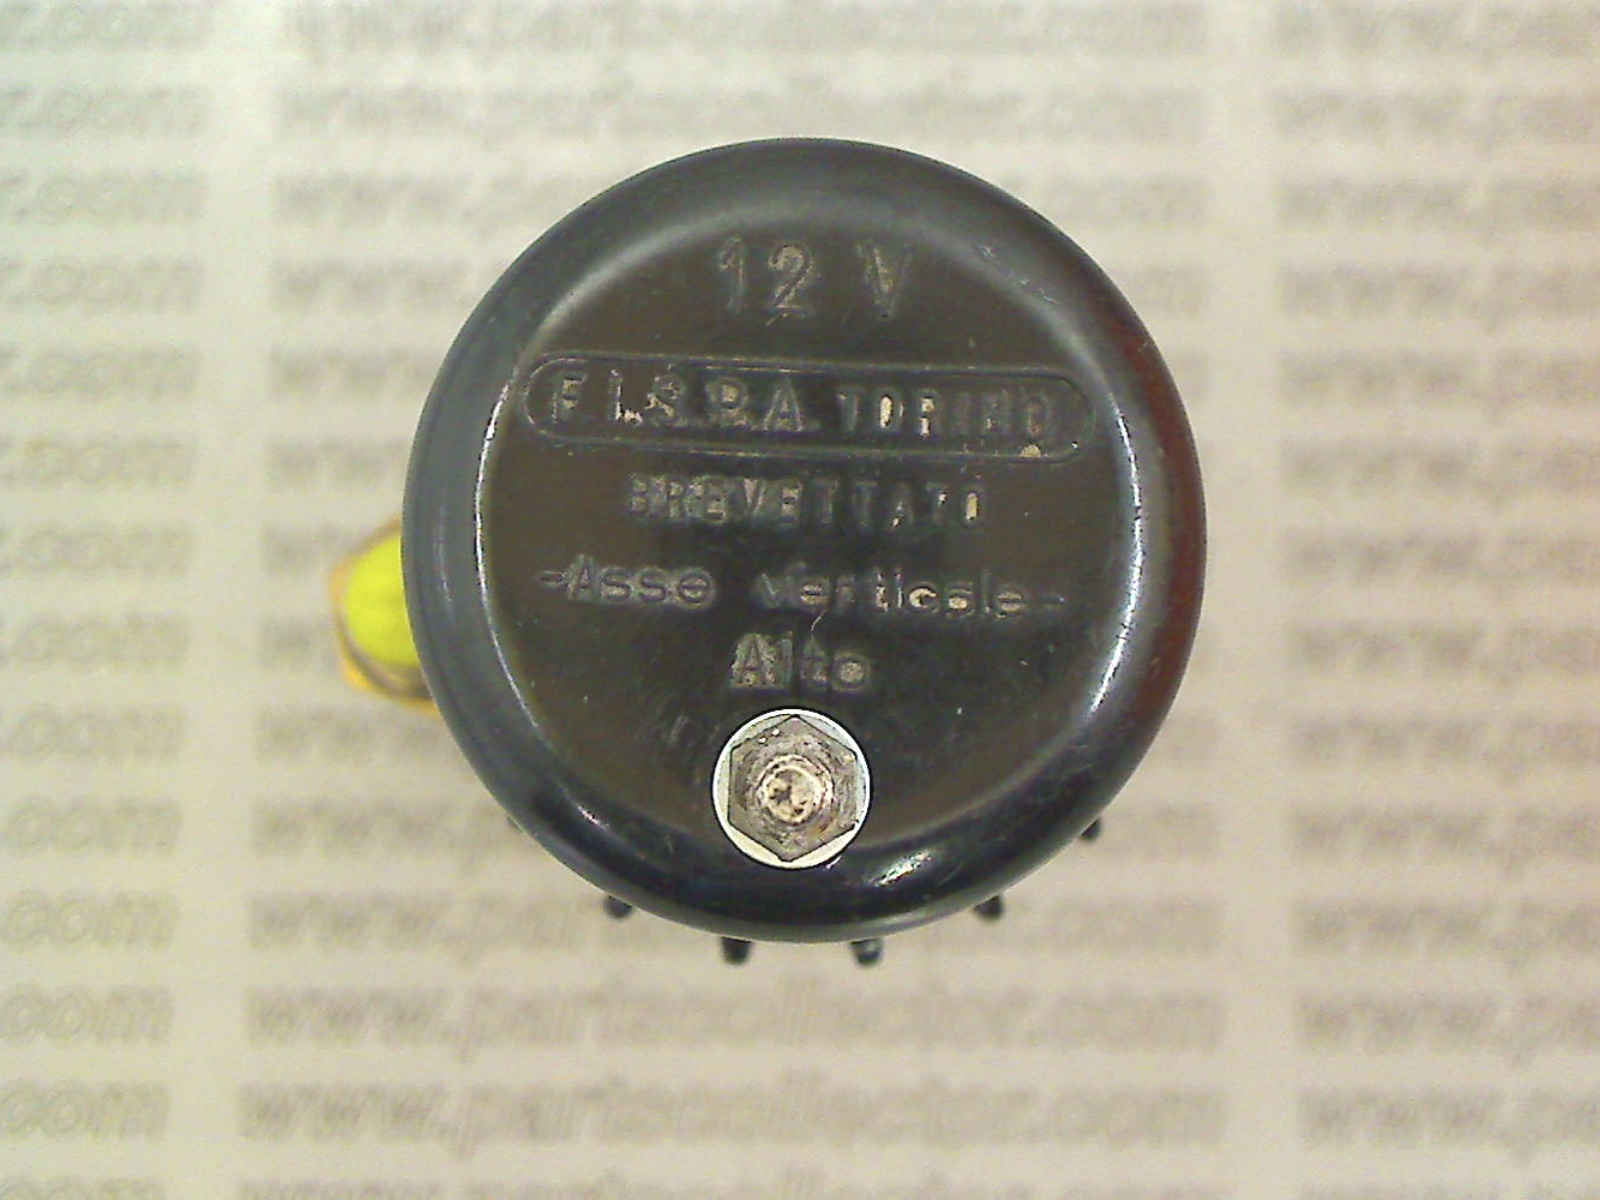 12 V
F.I.S.P.A. TORINO
BREVETTATO
-Asse verticale-
Alto
www.partscollector.com